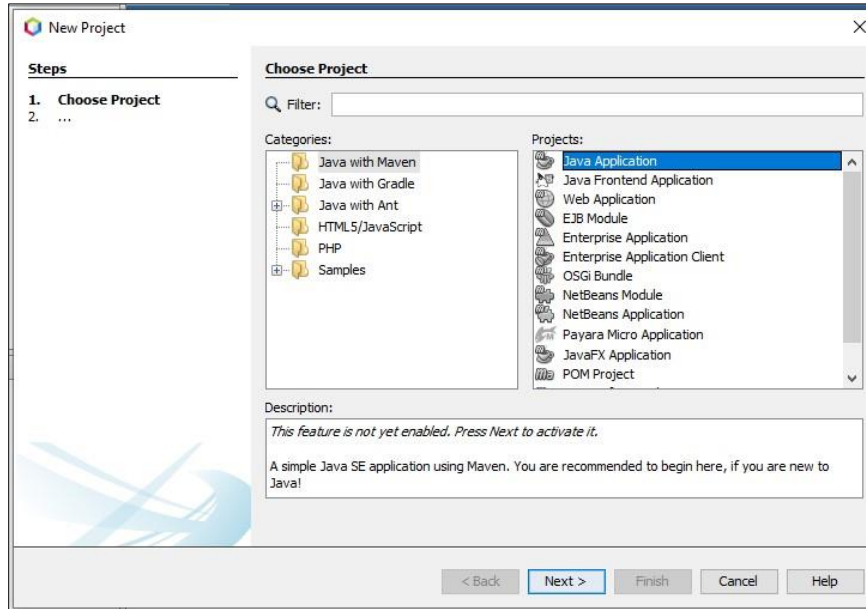 New Project
Steps
1. Choose Project
2. ...
Choose Project
Filter:
Categories:
Java with Maven
Java with Gradle
Java with Ant
HTML5/JavaScript
PHP
Samples
Projects:
Java Application
Java Frontend Application
Web Application
EJB Module
Enterprise Application
Enterprise Application Client
OSGi Bundle
NetBeans Module
NetBeans Application
Payara Micro Application
JavaFX Application
POM Project
Description:
This feature is not yet enabled. Press Next to activate it.
A simple Java SE application using Maven. You are recommended to begin here, if you are new to
Java!
< Back
Next >
Finish
Cancel
Help